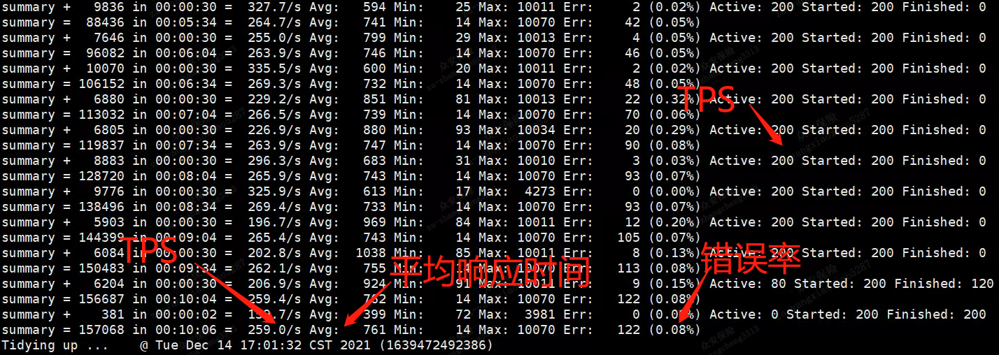 summary + 9836 in 00:00:30 = 327.7/s Avg: 594 Min: 25 Max: 10011 Err: 2 (0.02%) Active: 200 Started: 200 Finished: 0
summary = 88436 in 00:05:34 = 264.7/s Avg: 741 Min: 14 Max: 10070 Err: 42 (0.05%)
summary + 7646 in 00:00:30 = 255.0/s Avg: 799 Min: 29 Max: 10011 Err: 4 (0.05%) Active: 200 Started: 200 Finished: 0
summary = 96082 in 00:06:04 = 263.9/s Avg: 746 Min: 14 Max: 10070 Err: 46 (0.05%)
summary + 10070 in 00:00:30 = 335.5/s Avg: 600 Min: 20 Max: 10011 Err: 2 (0.02%) Active: 200 Started: 200 Finished: 0
summary = 106152 in 00:06:34 = 269.3/s Avg: 732 Min: 14 Max: 10070 Err: 48 (0.05%)
summary + 6880 in 00:00:30 = 229.2/s Avg: 851 Min: 81 Max: 10013 Err: 22 (0.32%) Active: 200 Started: 200 Finished: 0
TPS
summary = 113032 in 00:07:04 = 266.5/s Avg: 739 Min: 14 Max: 10070 Err: 70 (0.06%)
summary + 6805 in 00:00:30 = 226.9/s Avg: 880 Min: 93 Max: 10034 Err: 20 (0.29%) Active: 200 Started: 200 Finished: 0
summary = 119837 in 00:07:34 = 263.9/s Avg: 747 Min: 14 Max: 10070 Err: 90 (0.08%)
summary + 8883 in 00:00:30 = 296.3/s Avg: 683 Min: 31 Max: 10010 Err: 3 (0.03%) Active: 200 Started: 200 Finished: 0
summary = 128720 in 00:08:04 = 265.9/s Avg: 743 Min: 14 Max: 10070 Err: 93 (0.07%)
summary + 9776 in 00:00:30 = 325.9/s Avg: 613 Min: 17 Max: 4273 Err: 0 (0.00%) Active: 200 Started: 200 Finished: 0
summary = 138496 in 00:08:34 = 269.4/s Avg: 733 Min: 14 Max: 10070 Err: 93 (0.07%)
summary + 5903 in 00:00:30 = 196.7/s Avg: 969 Min: 84 Max: 10011 Err: 12 (0.20%) Active: 200 Started: 200 Finished: 0
summary = 144399 in 00:09:04 = 265.4/s Avg: 743 Min: 14 Max: 10070 Err: 105 (0.07%)
TPS
summary + 6084 in 00:00:30 = 202.8/s Avg: 1038 Min: 85 Max: 10011 Err: (0.13%) Active: 200 Started: 200 Finished: 0
错误率
summary = 150483 in 00:09:34 = 262.1/s Avg: 755 Min: 14 Max: 10070 Err: 113 (0.08%)
平均响应时间
summary + 6204 in 00:00:30 = 206.9/s Avg: 924 Min: 91 Max: 10011 Err: 9 (0.15%) Active: 80 Started: 200 Finished: 120
summary = 156687 in 00:10:04 = 259.4/s Avg: 762 Min: 14 Max: 10070 Err: 122 (0.08%)
summary + 381 in 00:00:02 = Avg: 399 Min: 72 Max: 3981 Err: 0 Active: 0 Started: 200 Finished: 200
summary = 157068 in 00:10:06 = 259.0/s Avg: 761 Min: 14 Max: 10070 Err: 122 (0.08%)
Tidying up ... @ Tue Dec 14 17:01:32 CST 2021 (1639472492386)